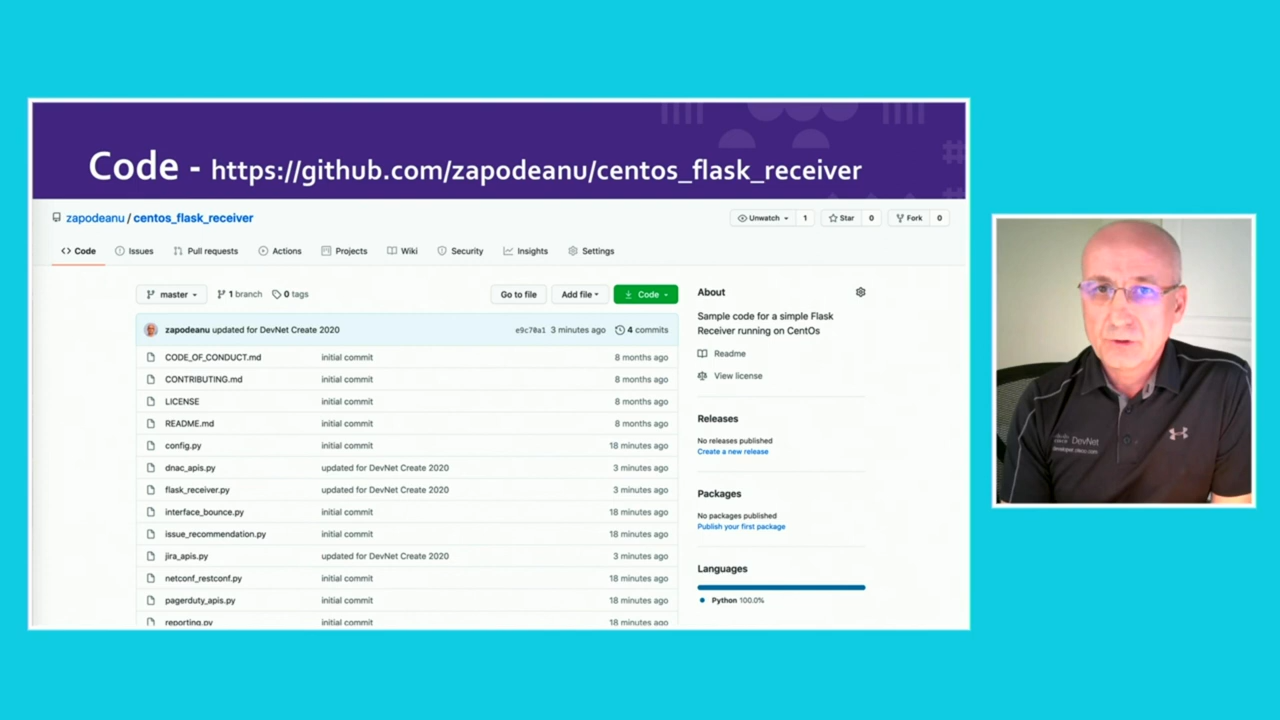 Code - https://github.com/zapodeanu/centos_flask_receiver
zapodeanu / centos_flask_receiver
Unwatch 1 Star 0 Fork 0
Code Issues Pull requests Actions Projects Wiki Security Insights Settings
master 1 branch 0 tags Go to file Add file Code
zapodeanu updated for DevNet Create 2020 e9c70a1 3 minutes ago 4 commits
CODE_OF_CONDUCT.md initial commit 8 months ago
CONTRIBUTING.md initial commit 8 months ago
LICENSE initial commit 8 months ago
README.md initial commit 8 months ago
config.py initial commit 18 minutes ago
dnac_apis.py updated for DevNet Create 2020 3 minutes ago
flask_receiver.py updated for DevNet Create 2020 3 minutes ago
interface_bounce.py initial commit 18 minutes ago
issue_recommendation.py initial commit 18 minutes ago
jira_apis.py updated for DevNet Create 2020 3 minutes ago
netconf_restconf.py initial commit 18 minutes ago
pagerduty_apis.py initial commit 18 minutes ago
reporting.py initial commit 18 minutes ago
About
Sample code for a simple Flask
Receiver running on CentOs
Readme
View license
Releases
No releases published
Create a new release
Packages
No packages published
Publish your first package
Languages
Python 100.0%
DevNet
developer.cisco.com